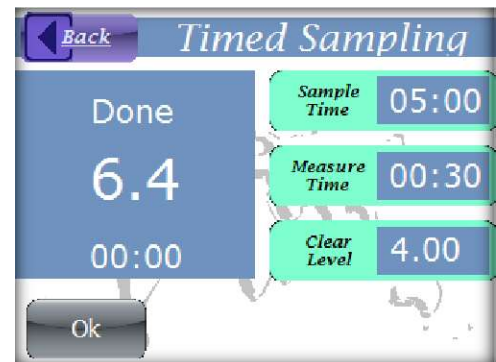 Back
Timed Sampling
Done
6.4
00:00
Sample
Time
05:00
Measure
Time
00:30
Clear
Level
4.00
Ok